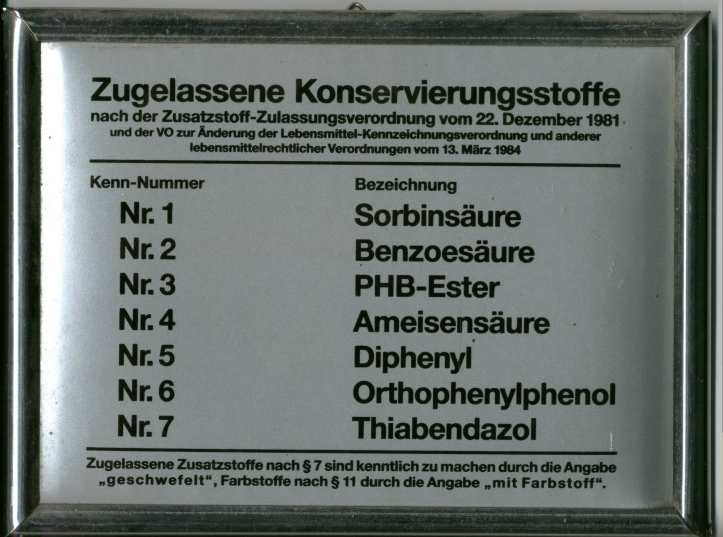 Zugelassene Konservierungsstoffe
nach der Zusatzstoff-Zulassungsverordnung vom 22. Dezember 1981
und der VO zur Änderung der Lebensmittel-Kennzeichnungsverordnung und anderer
lebensmittelrechtlicher Verordnungen vom 13. März 1984
Kenn-Nummer Bezeichnung
Nr. 1 Sorbinsäure
Nr. 2 Benzoesäure
Nr. 3 PHB-Ester
Nr. 4 Ameisensäure
Nr. 5 Diphenyl
Nr. 6 Orthophenylphenol
Nr. 7 Thiabendazol
Zugelassene Zusatzstoffe nach § 7 sind kenntlich zu machen durch die Angabe
„geschwefelt“, Farbstoffe nach § 11 durch die Angabe „mit Farbstoff“.